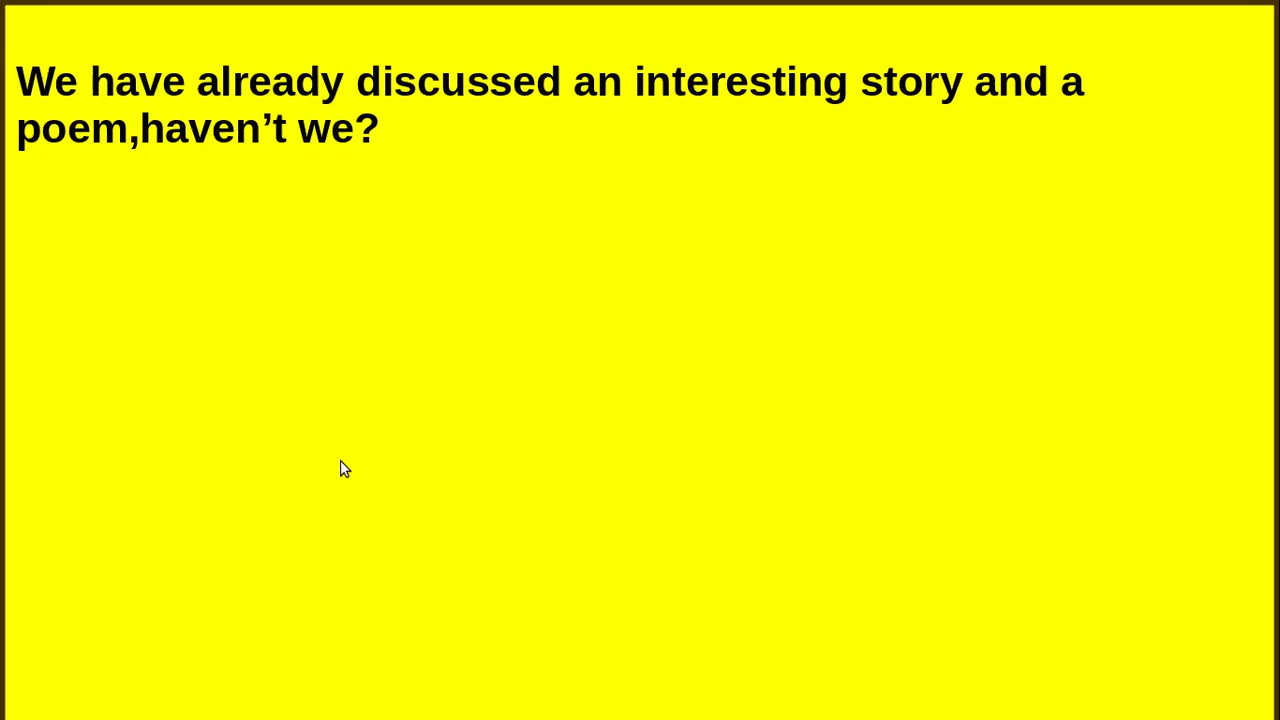 We have already discussed an interesting story and a
poem,haven’t we?